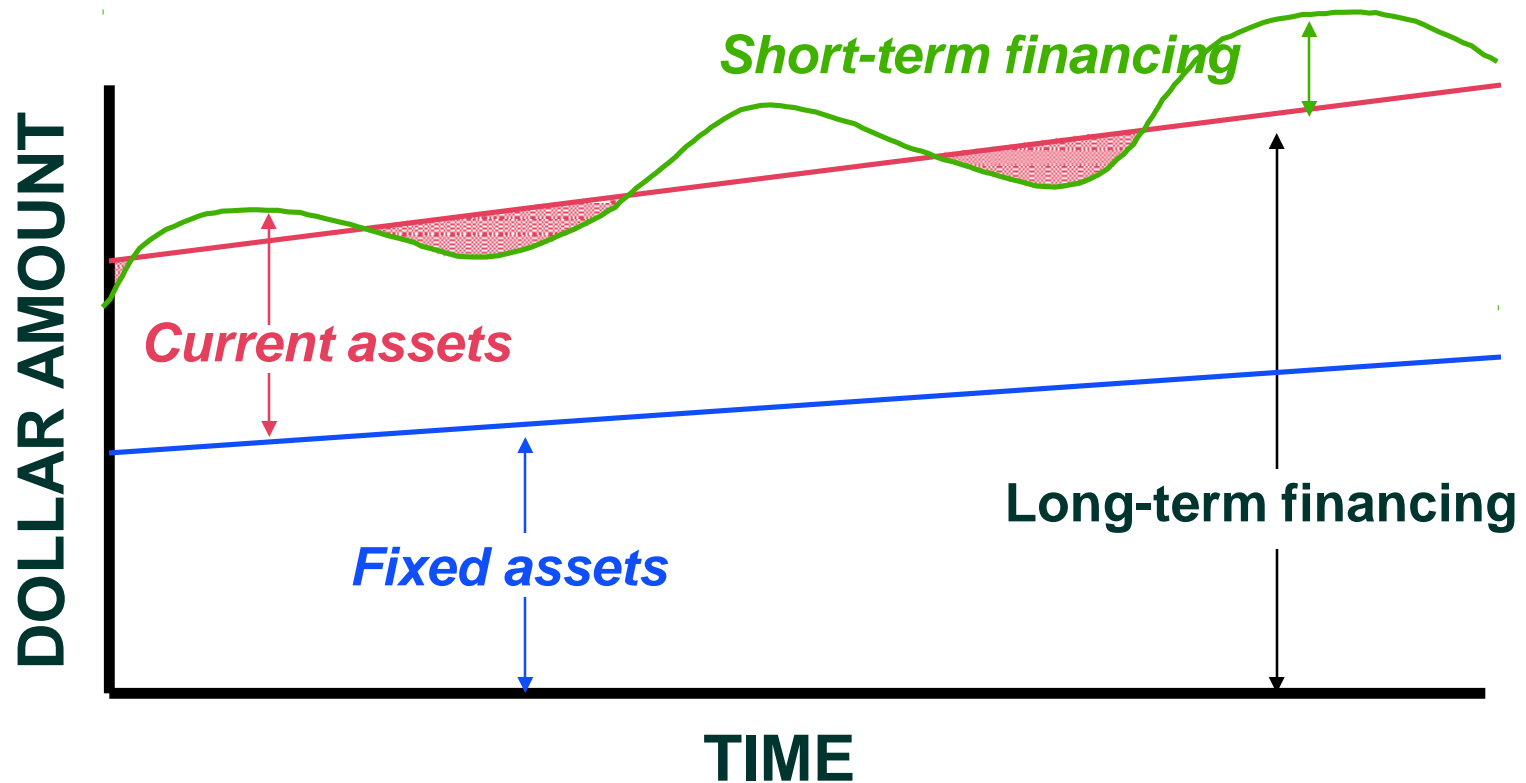 Short-term financing
DOLLAR AMOUNT
Current assets
Long-term financing
Fixed assets
TIME